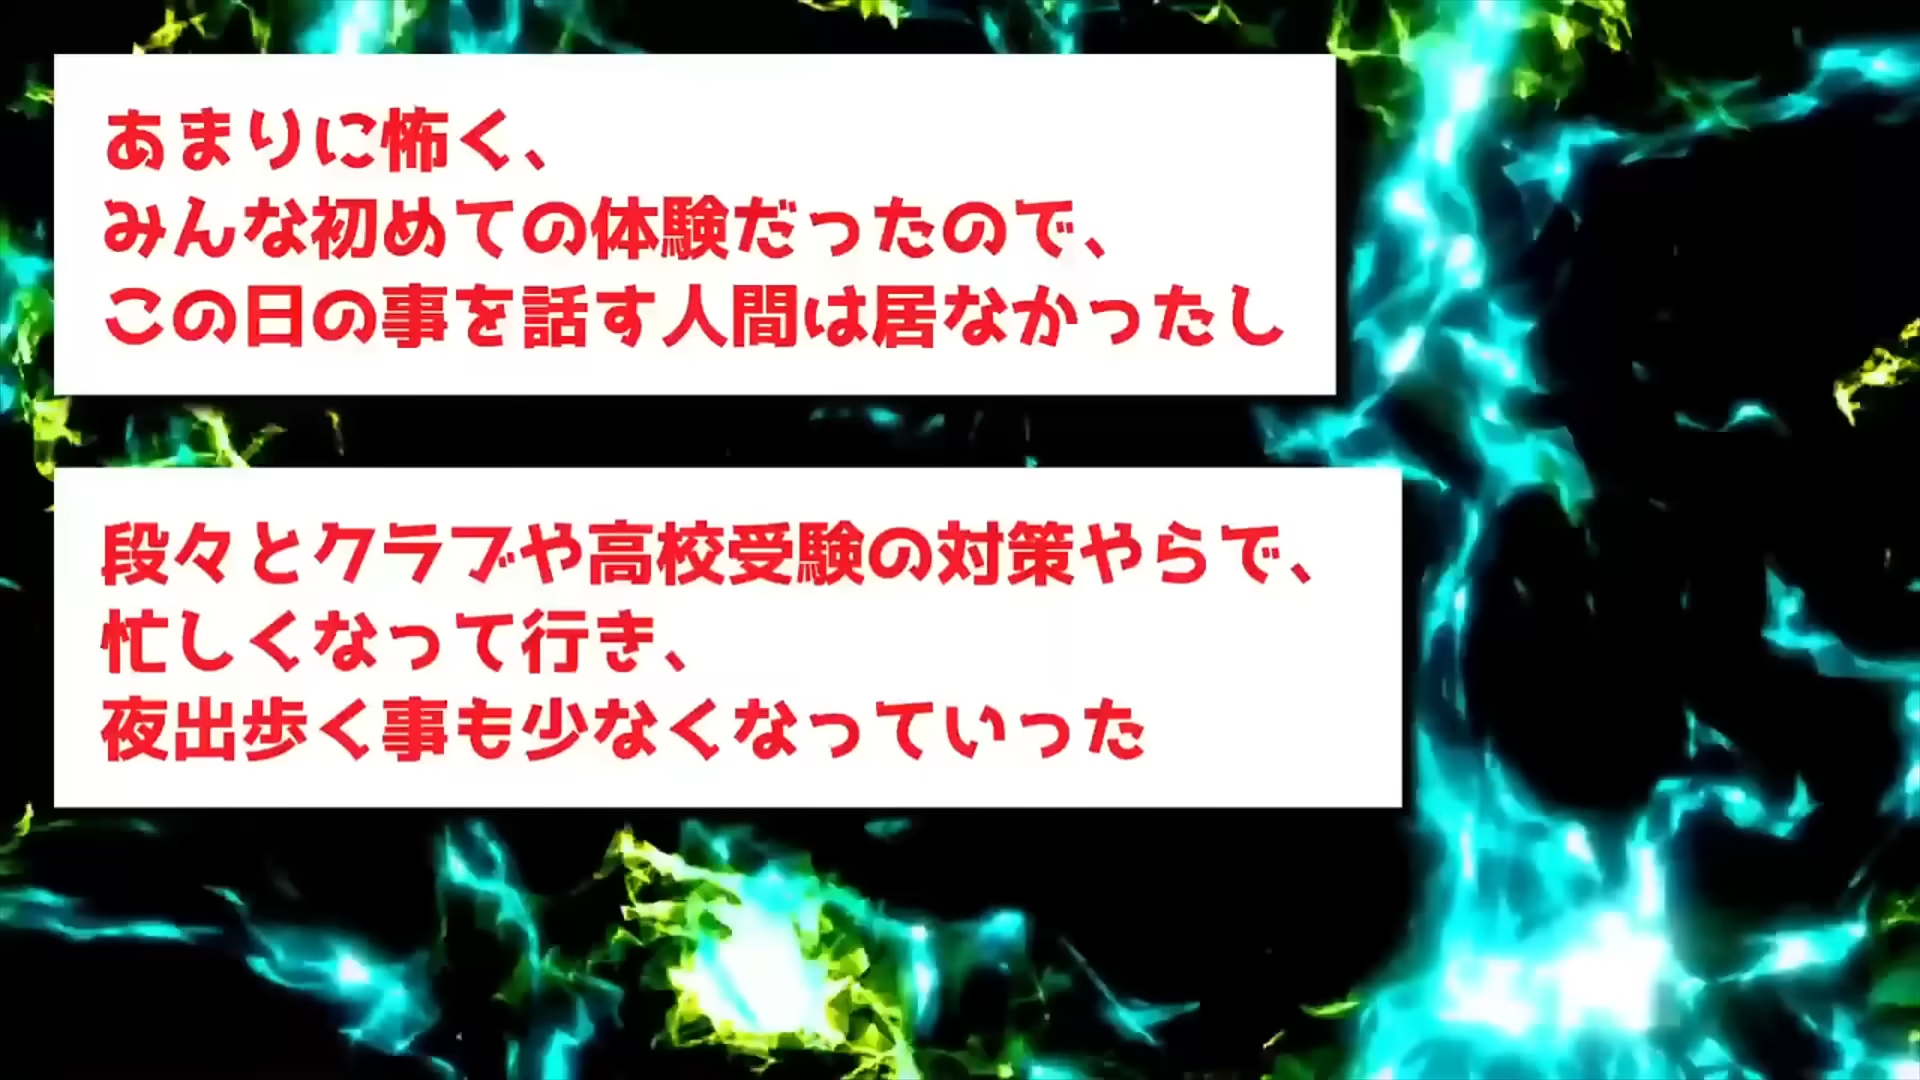 あまりに怖く、
みんな初めての体験だったので、
この日の事を話す人間は居なかったし
段々とクラブや高校受験の対策やらで、
忙しくなって行き、
夜出歩く事も少なくなっていった